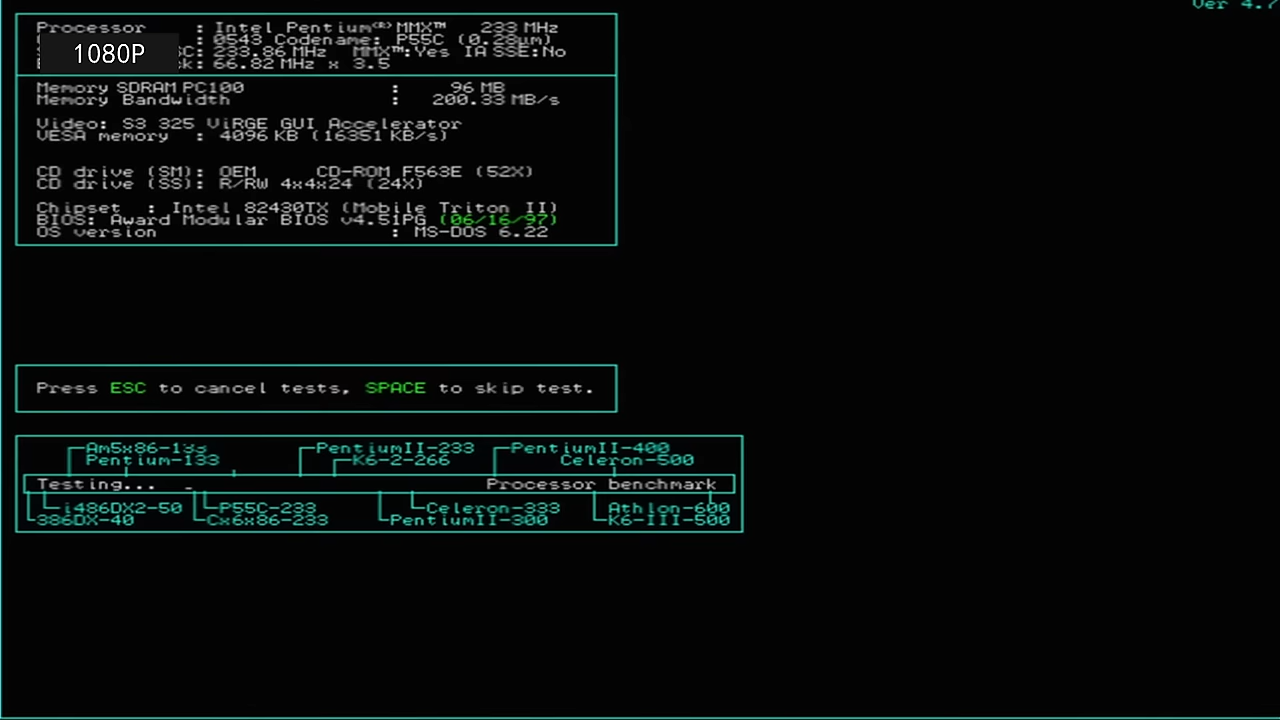 Ver 4.7
Processor : Intel Pentium(R) MMX™ 233 MHz
0543 Codename: P55C (0.28µm)
1080P
C: 233.86 MHz MMX™:Yes IA SSE:No
k: 66.82 MHz x 3.5
Memory SDRAM PC100 : 96 MB
Memory Bandwidth : 200.33 MB/s
Video: S3 325 ViRGE GUI Accelerator
VESA memory : 4096 KB (16351 KB/s)
CD drive (SM): OEM CD-ROM F563E (52X)
CD drive (SS): R/RW 4x4x24 (24X)
Chipset : Intel 82430TX (Mobile Triton II)
BIOS: Award Modular BIOS v4.51PG (06/16/97)
OS version : MS-DOS 6.22
Press ESC to cancel tests, SPACE to skip test.
Am5x86-133 PentiumII-233 PentiumII-400
Pentium-133 K6-2-266 Celeron-500
Testing... _ Processor benchmark
i486DX2-50 P55C-233 Celeron-333 Athlon-600
386DX-40 Cx6x86-233 PentiumII-300 K6-III-500